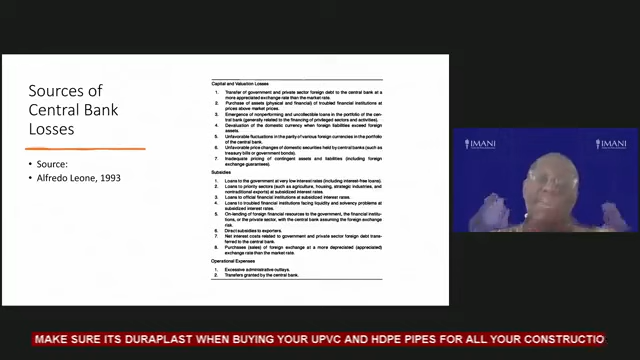 Sources of
Central Bank
Losses
• Source:
• Alfredo Leone, 1993
Capital and Valuation Losses
1. Transfer of government and private sector foreign debt to the central bank at a
more appreciated exchange rate than the market rate.
2. Purchase of assets (physical and financial) of troubled financial institutions at
prices above market prices.
3. Emergence of nonperforming and uncollectible loans in the portfolio of the cen-
tral bank (generally related to the financing of privileged sectors and activities).
4. Devaluation of the domestic currency when foreign liabilities exceed foreign
assets.
5. Unfavorable fluctuations in the parity of various foreign currencies in the portfolio
of the central bank.
6. Unfavorable price changes of domestic securities held by central banks (such as
treasury bills or government bonds).
7. Inadequate pricing of contingent assets and liabilities (including foreign
exchange guarantees).
Subsidies
1. Loans to the government at very low interest rates (including interest-free loans).
2. Loans to priority sectors (such as agriculture, housing, strategic industries, and
nontraditional exports) at subsidized interest rates.
3. Loans to official financial institutions at subsidized interest rates.
4. Loans to troubled financial institutions facing liquidity and solvency problems at
subsidized interest rates.
5. On-lending of foreign financial resources to the government, the financial institu-
tions, or the private sector, with the central bank assuming the foreign exchange
risk.
6. Direct subsidies to exporters.
7. Net interest costs related to government and private sector foreign debt trans-
ferred to the central bank.
8. Purchases (sales) of foreign exchange at a more depreciated (appreciated)
exchange rate than the market rate.
Operational Expenses
1. Excessive administrative outlays.
2. Transfers granted by the central bank.
IMANI
IMANI
MAKE SURE ITS DURAPLAST WHEN BUYING YOUR UPVC AND HDPE PIPES FOR ALL YOUR CONSTRUCTIO